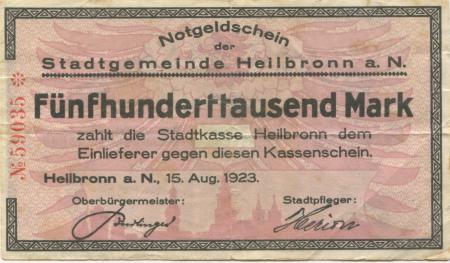 Notgeldschein
der
Stadtgemeinde Heilbronn a. N.
Fünfhunderttausend Mark
zahlt die Stadtkasse Heilbronn dem
Einlieferer gegen diesen Kassenschein.
Heilbronn a. N., 15. Aug. 1923.
Oberbürgermeister: Stadtpfleger:
№ 59035 *